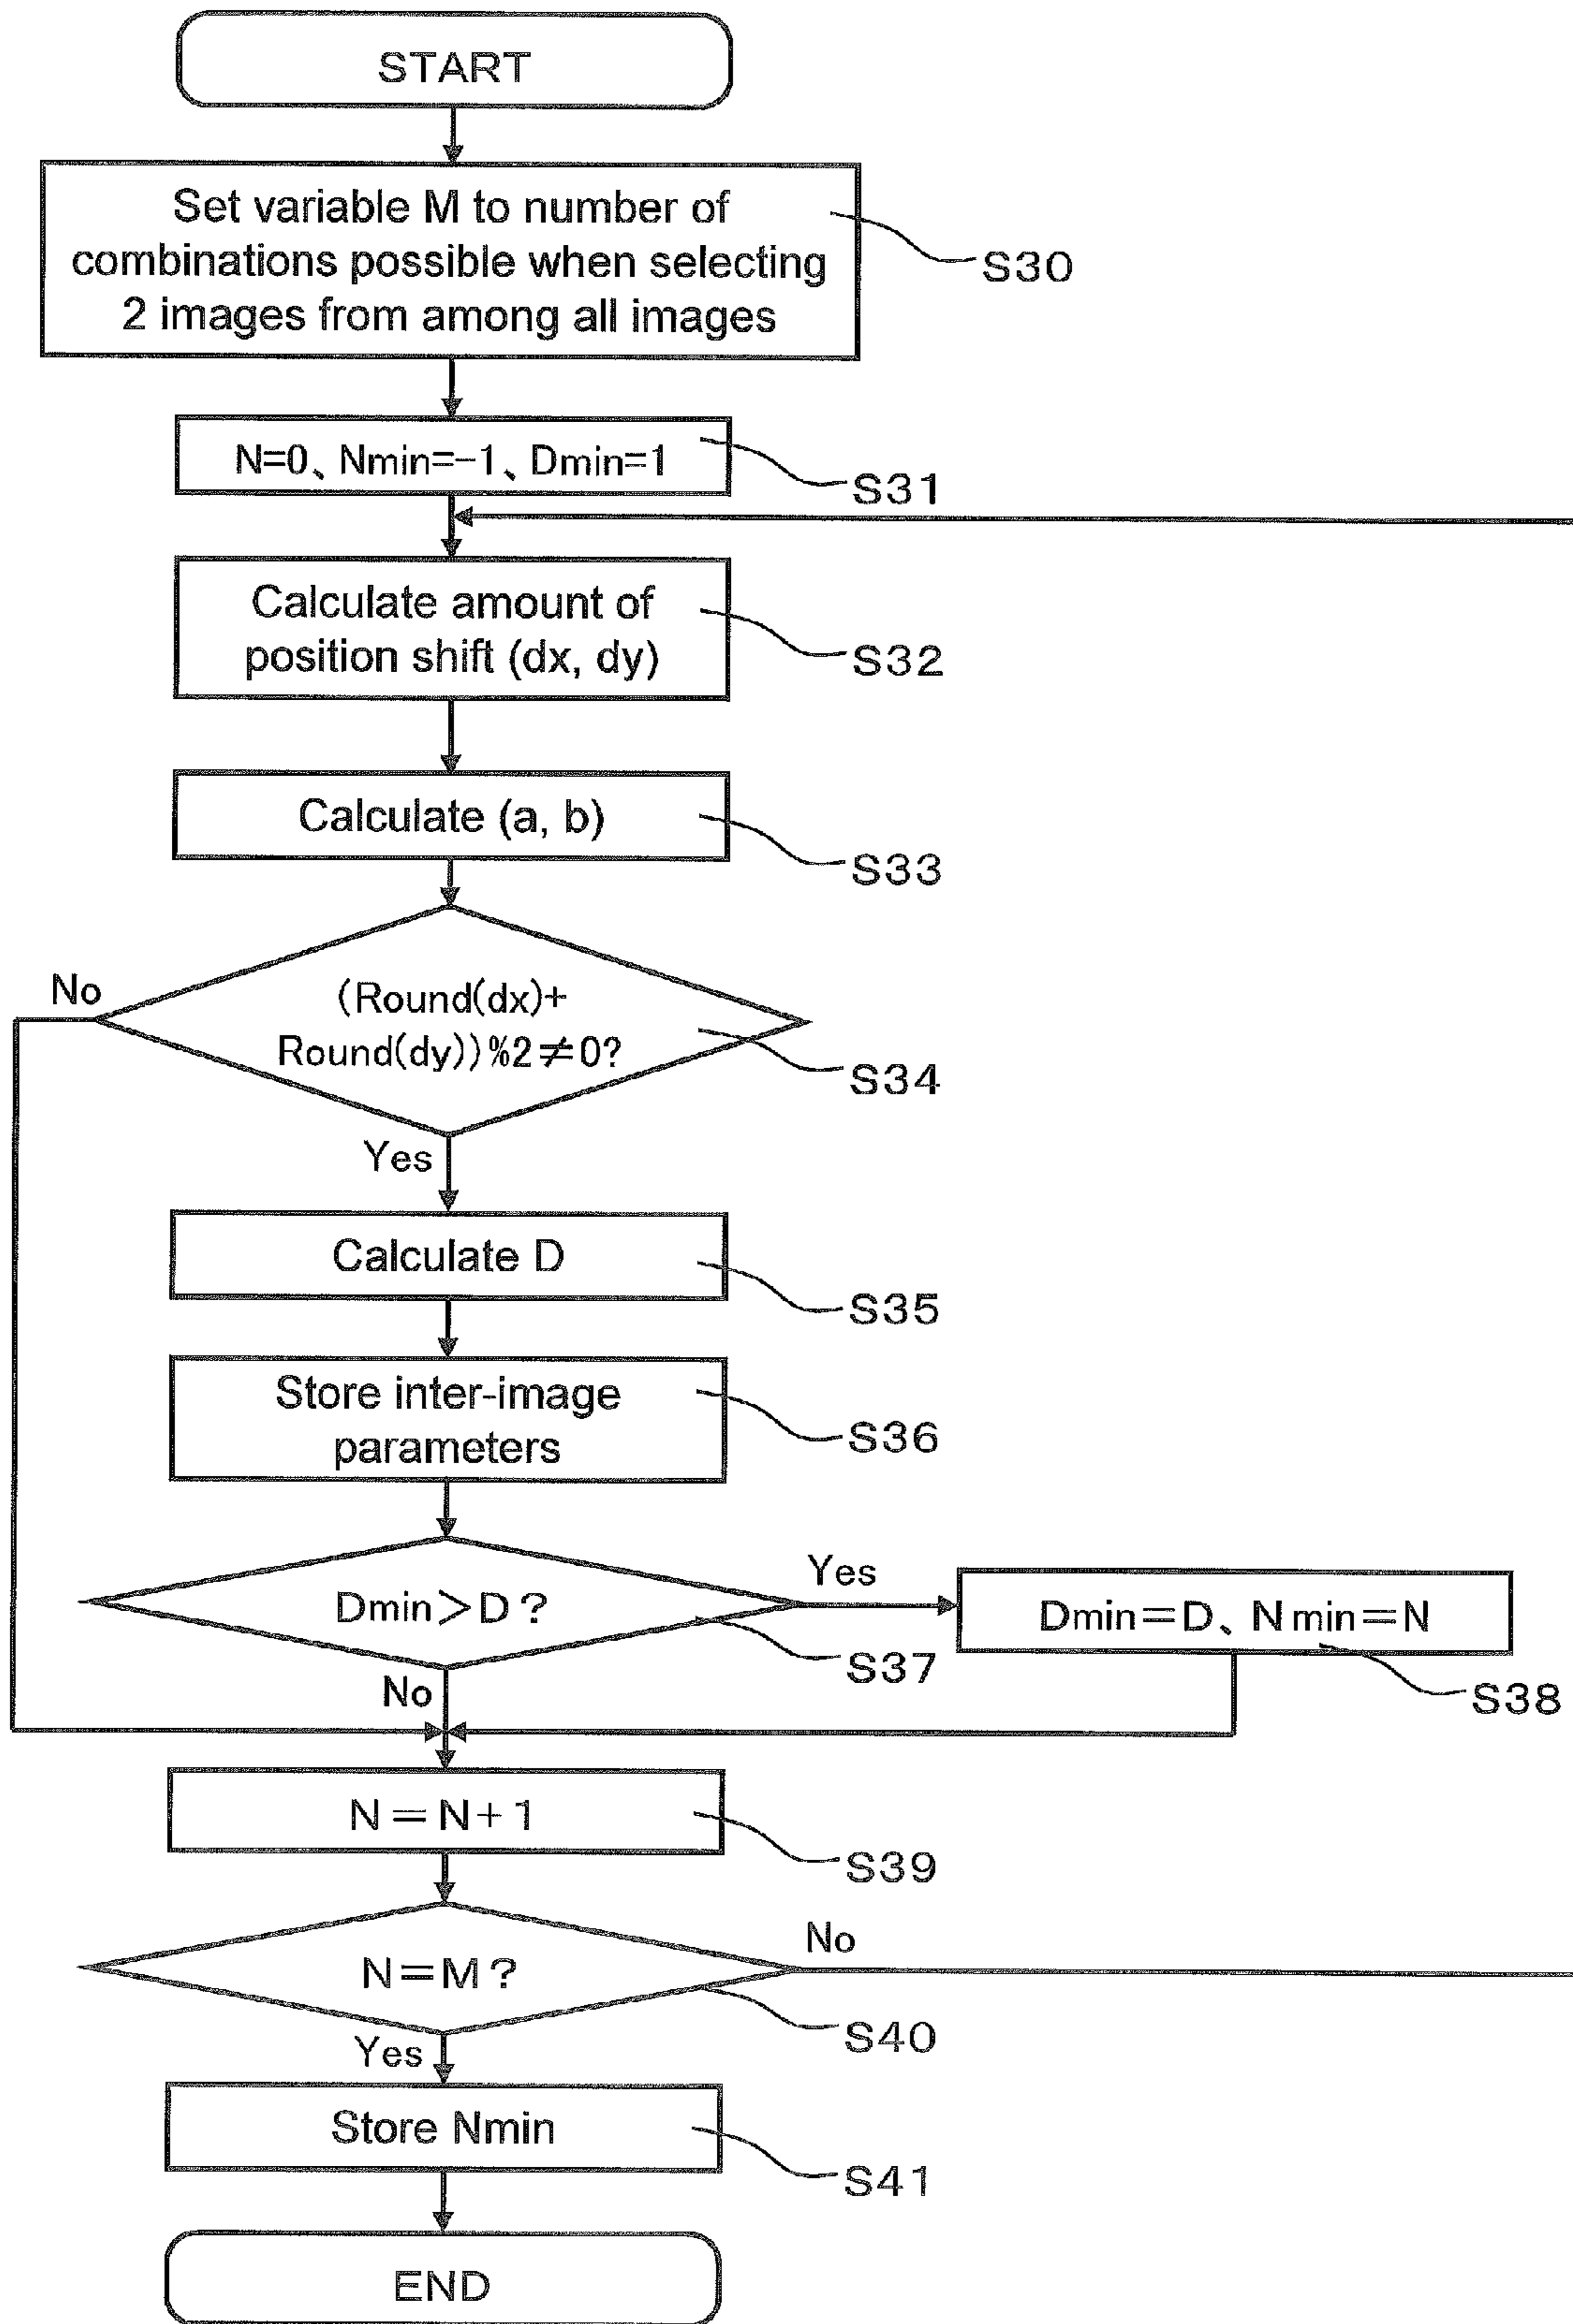 START
Set variable M to number of
combinations possible when selecting
2 images from among all images
S30
N=0、Nmin=-1、Dmin=1
S31
Calculate amount of
position shift (dx, dy)
S32
Calculate (a, b)
S33
No
(Round(dx)+
Round(dy))%2≠0?
S34
Yes
Calculate D
S35
Store inter-image
parameters
S36
Dmin>D?
Yes
S37
No
Dmin=D、Nmin=N
S38
N=N+1
S39
N=M?
No
S40
Yes
Store Nmin
S41
END